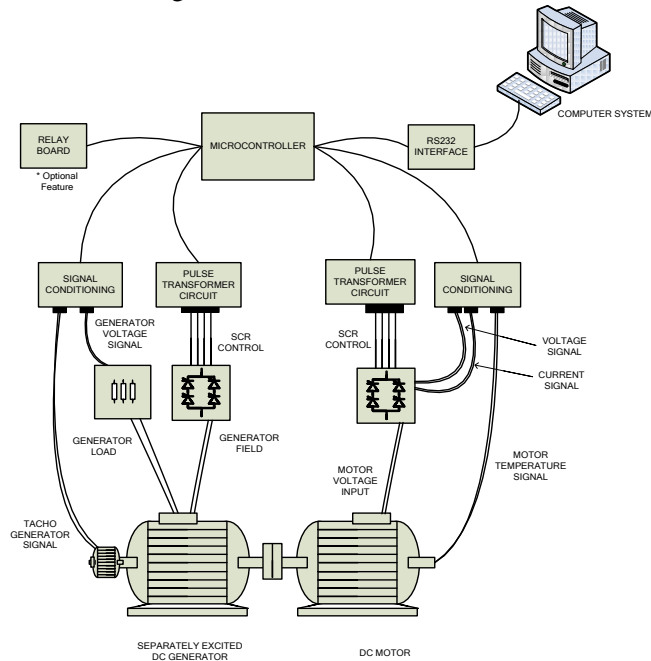 COMPUTER SYSTEM
RELAY
BOARD
* Optional
Feature
MICROCONTROLLER
RS232
INTERFACE
SIGNAL
CONDITIONING
PULSE
TRANSFORMER
CIRCUIT
PULSE
TRANSFORMER
CIRCUIT
SIGNAL
CONDITIONING
GENERATOR
VOLTAGE
SIGNAL
SCR
CONTROL
SCR
CONTROL
VOLTAGE
SIGNAL
CURRENT
SIGNAL
GENERATOR
LOAD
GENERATOR
FIELD
MOTOR
VOLTAGE
INPUT
MOTOR
TEMPERATURE
SIGNAL
TACHO
GENERATOR
SIGNAL
SEPARATELY EXCITED
DC GENERATOR
DC MOTOR